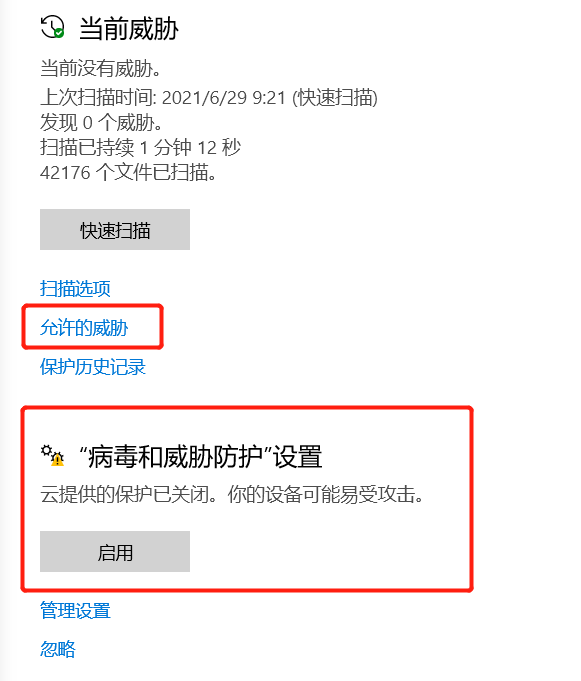 当前威胁
当前没有威胁。
上次扫描时间: 2021/6/29 9:21 (快速扫描)
发现 0 个威胁。
扫描已持续 1 分钟 12 秒
42176 个文件已扫描。
快速扫描
扫描选项
允许的威胁
保护历史记录
“病毒和威胁防护”设置
云提供的保护已关闭。你的设备可能易受攻击。
启用
管理设置
忽略